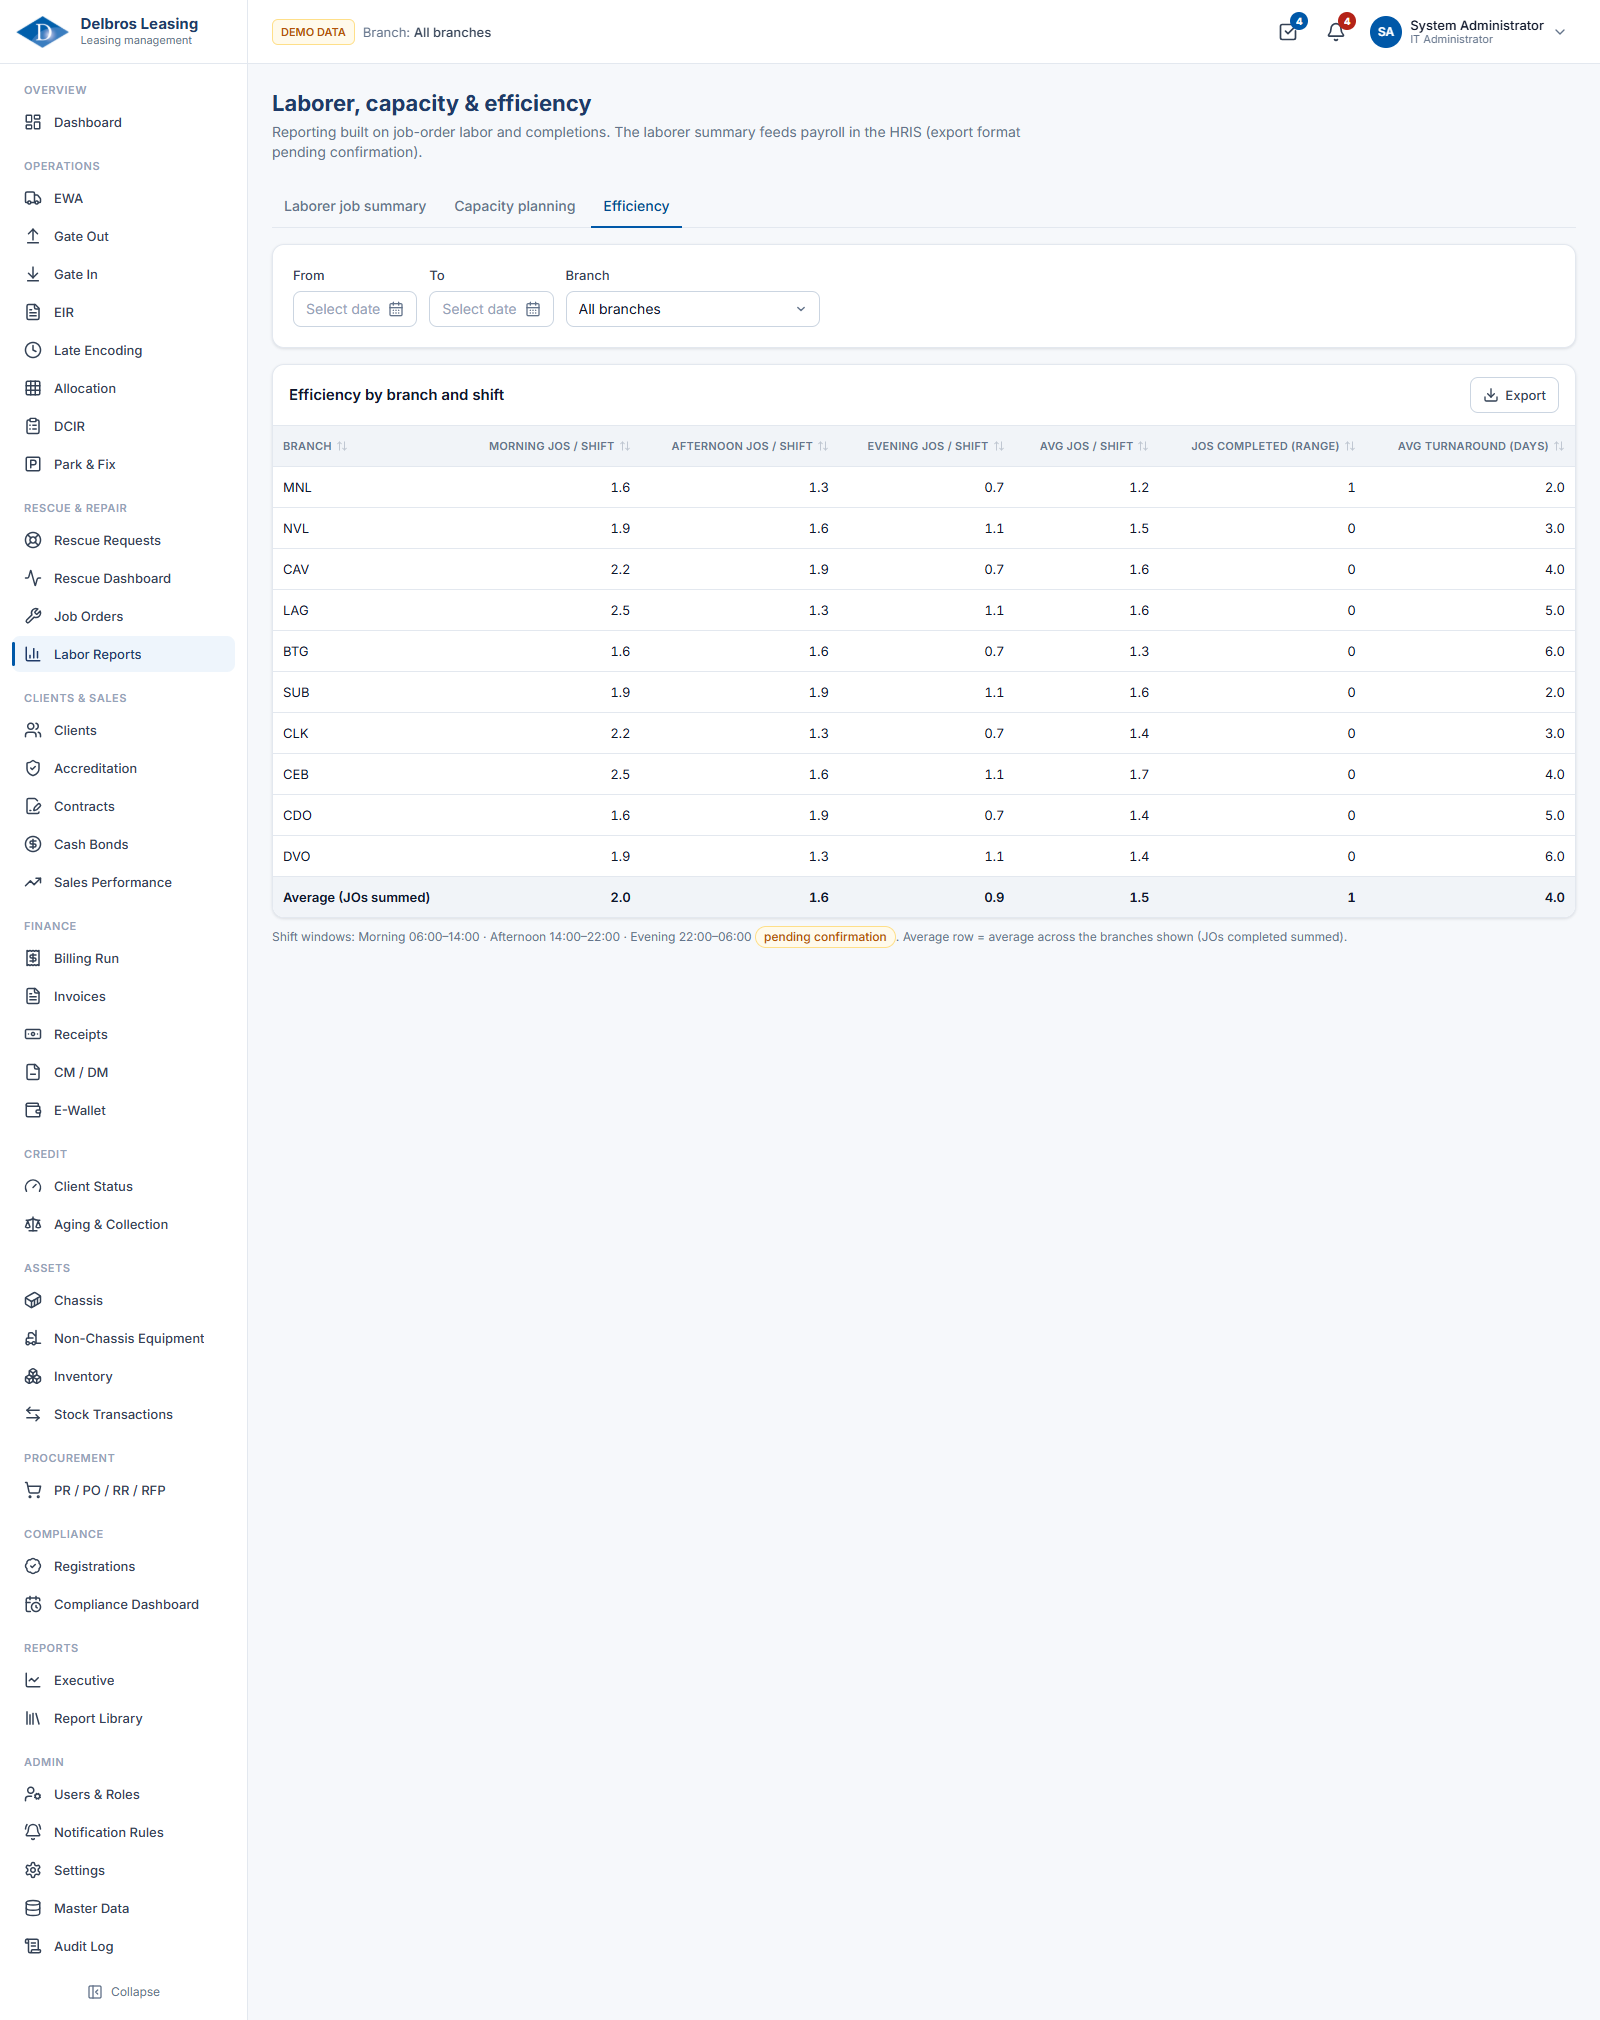 Delbros Leasing
Leasing management
DEMO DATA Branch: All branches
4
4
SA
System Administrator
IT Administrator
OVERVIEW
Dashboard
OPERATIONS
EWA
Gate Out
Gate In
EIR
Late Encoding
Allocation
DCIR
Park & Fix
RESCUE & REPAIR
Rescue Requests
Rescue Dashboard
Job Orders
Labor Reports
CLIENTS & SALES
Clients
Accreditation
Contracts
Cash Bonds
Sales Performance
FINANCE
Billing Run
Invoices
Receipts
CM / DM
E-Wallet
CREDIT
Client Status
Aging & Collection
ASSETS
Chassis
Non-Chassis Equipment
Inventory
Stock Transactions
PROCUREMENT
PR / PO / RR / RFP
COMPLIANCE
Registrations
Compliance Dashboard
REPORTS
Executive
Report Library
ADMIN
Users & Roles
Notification Rules
Settings
Master Data
Audit Log
Collapse
Laborer, capacity & efficiency
Reporting built on job-order labor and completions. The laborer summary feeds payroll in the HRIS (export format
pending confirmation).
Laborer job summary Capacity planning Efficiency
From To Branch
Select date Select date All branches
Efficiency by branch and shift Export
BRANCH MORNING JOS / SHIFT AFTERNOON JOS / SHIFT EVENING JOS / SHIFT AVG JOS / SHIFT JOS COMPLETED (RANGE) AVG TURNAROUND (DAYS)
MNL 1.6 1.3 0.7 1.2 1 2.0
NVL 1.9 1.6 1.1 1.5 0 3.0
CAV 2.2 1.9 0.7 1.6 0 4.0
LAG 2.5 1.3 1.1 1.6 0 5.0
BTG 1.6 1.6 0.7 1.3 0 6.0
SUB 1.9 1.9 1.1 1.6 0 2.0
CLK 2.2 1.3 0.7 1.4 0 3.0
CEB 2.5 1.6 1.1 1.7 0 4.0
CDO 1.6 1.9 0.7 1.4 0 5.0
DVO 1.9 1.3 1.1 1.4 0 6.0
Average (JOs summed) 2.0 1.6 0.9 1.5 1 4.0
Shift windows: Morning 06:00–14:00 · Afternoon 14:00–22:00 · Evening 22:00–06:00 pending confirmation. Average row = average across the branches shown (JOs completed summed).